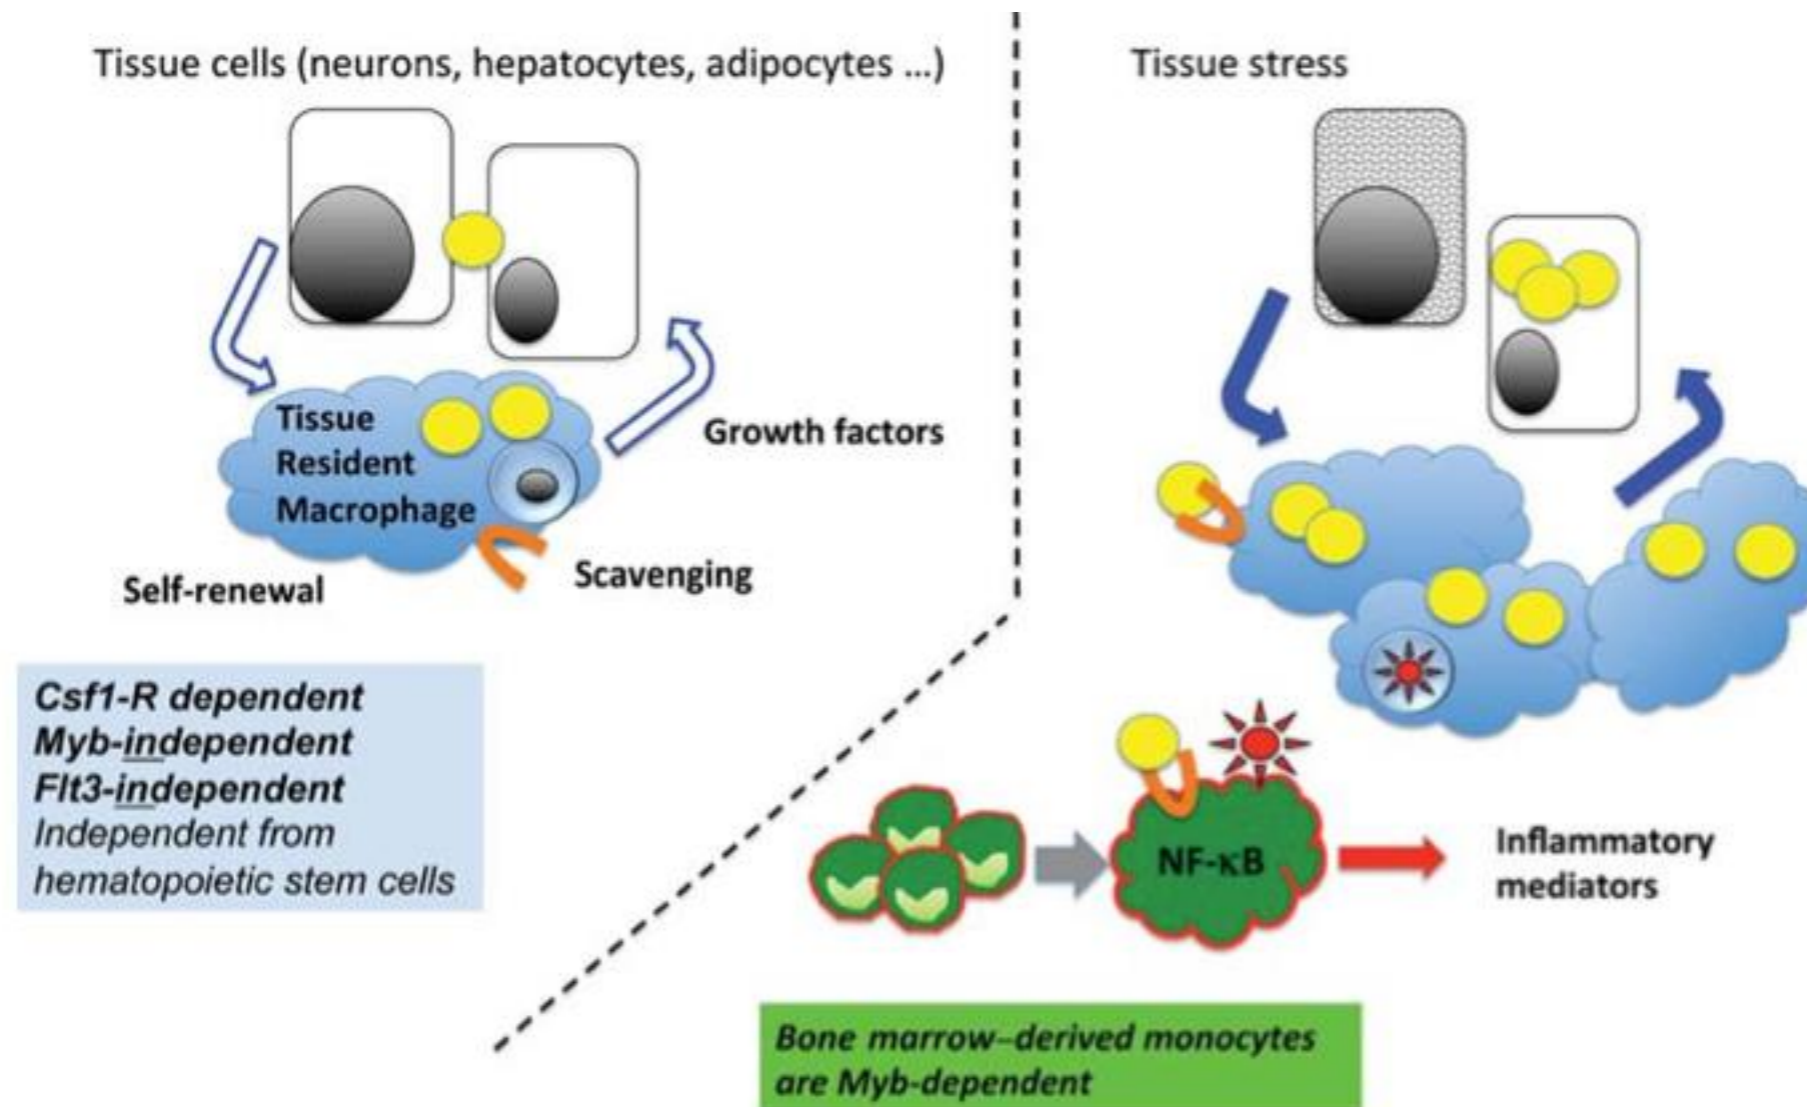 Tissue cells (neurons, hepatocytes, adipocytes ...)
Tissue
Resident
Macrophage
Growth factors
Scavenging
Self-renewal
Csf1-R dependent
Myb-independent
Flt3-independent
Independent from
hematopoietic stem cells
Tissue stress
NF-κB
Inflammatory
mediators
Bone marrow–derived monocytes
are Myb-dependent